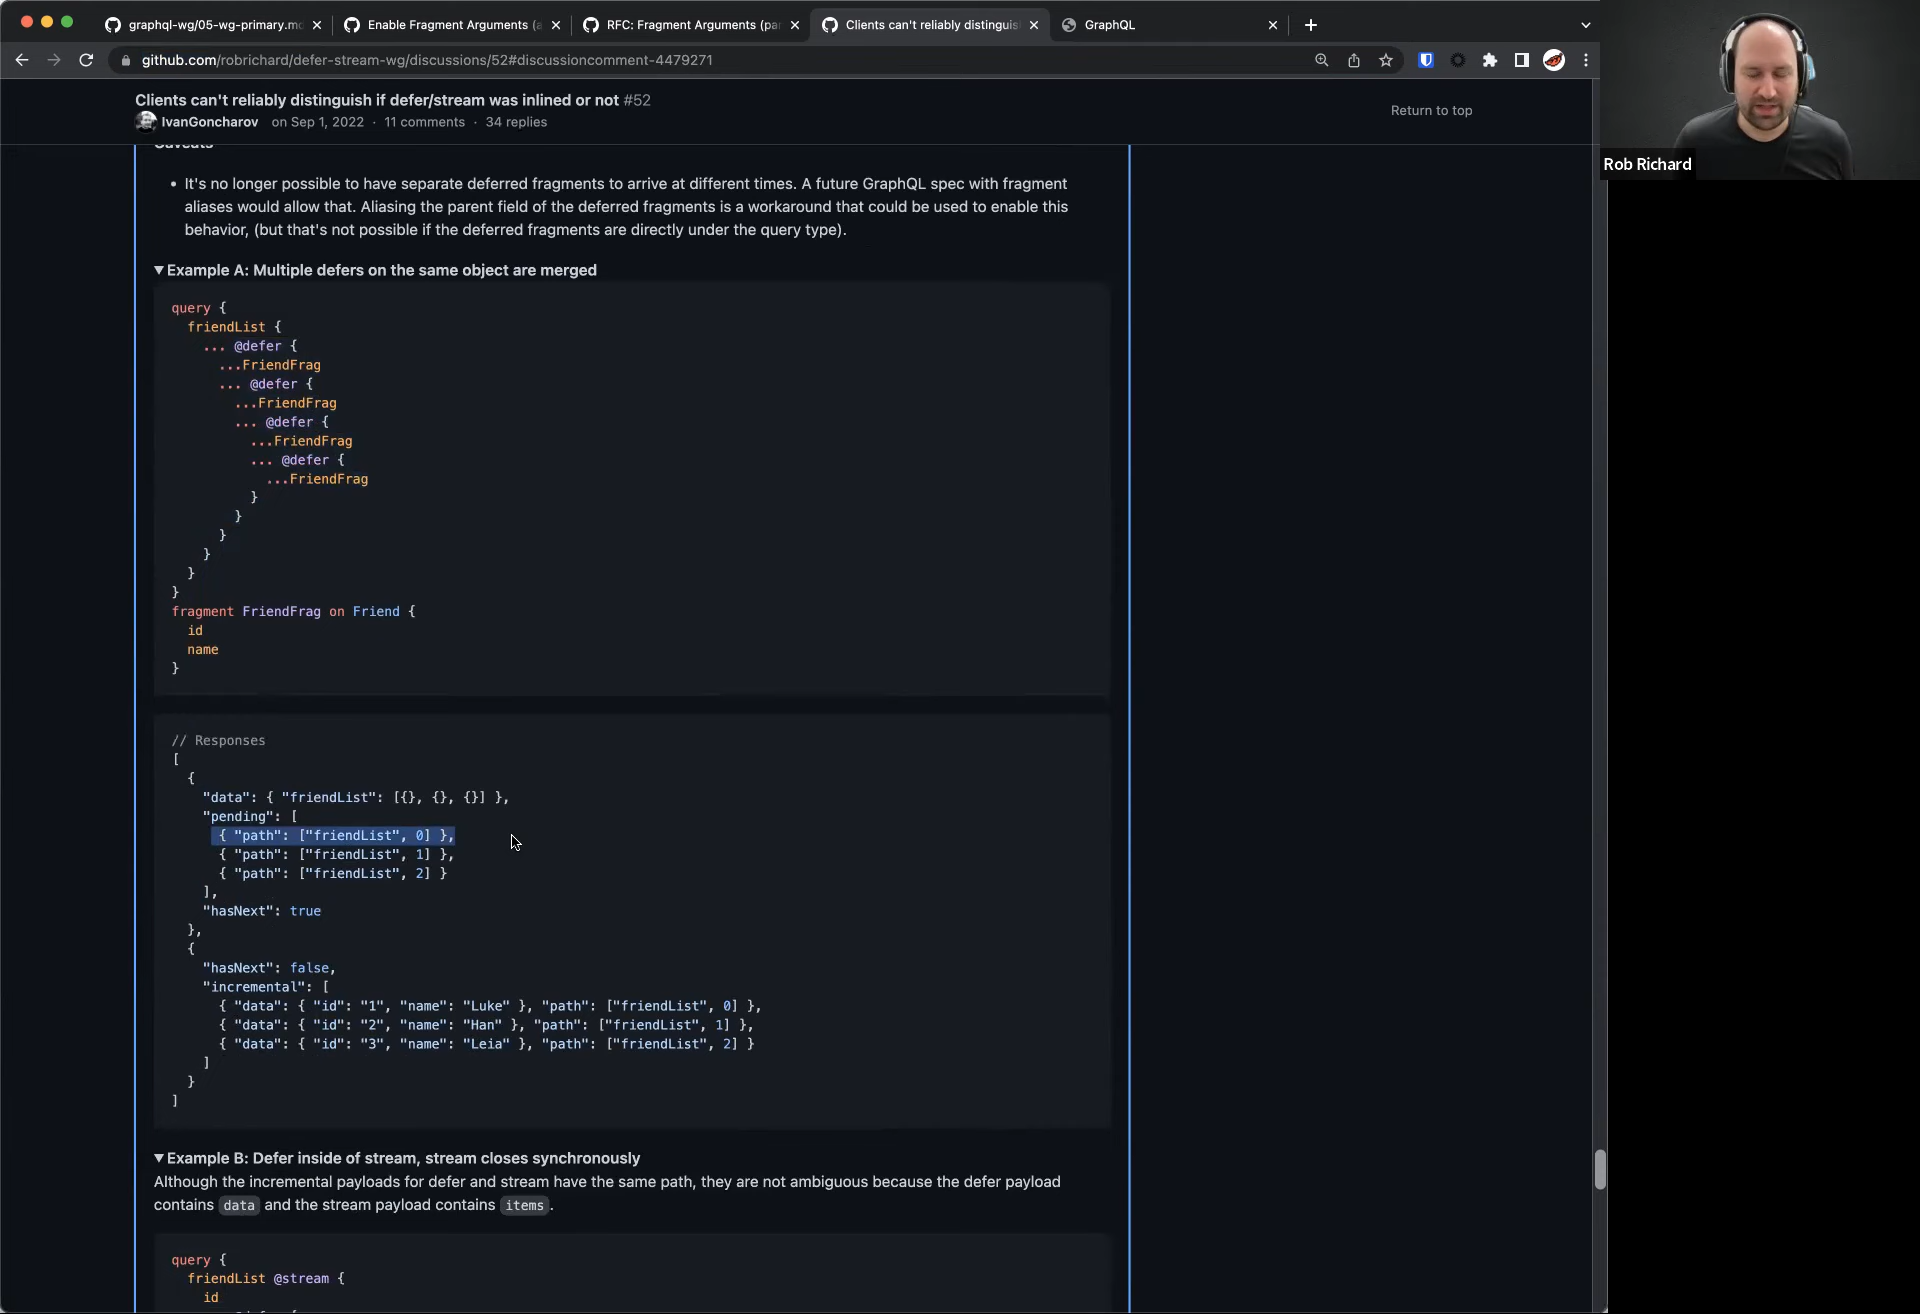 graphql-wg/05-wg-primary.md
Enable Fragment Arguments (a
RFC: Fragment Arguments (par
Clients can't reliably distinguis
GraphQL
github.com/robrichard/defer-stream-wg/discussions/52#discussioncomment-4479271
Rob Richard
Clients can't reliably distinguish if defer/stream was inlined or not #52
IvanGoncharov on Sep 1, 2022 · 11 comments · 34 replies
Return to top
Caveats
• It's no longer possible to have separate deferred fragments to arrive at different times. A future GraphQL spec with fragment
aliases would allow that. Aliasing the parent field of the deferred fragments is a workaround that could be used to enable this
behavior, (but that's not possible if the deferred fragments are directly under the query type).
▼ Example A: Multiple defers on the same object are merged
query {
  friendList {
    ... @defer {
      ...FriendFrag
      ... @defer {
        ...FriendFrag
        ... @defer {
          ...FriendFrag
          ... @defer {
            ...FriendFrag
          }
        }
      }
    }
  }
}
fragment FriendFrag on Friend {
  id
  name
}
// Responses
[
  {
    "data": { "friendList": [{}, {}, {}] },
    "pending": [
      { "path": ["friendList", 0] },
      { "path": ["friendList", 1] },
      { "path": ["friendList", 2] }
    ],
    "hasNext": true
  },
  {
    "hasNext": false,
    "incremental": [
      { "data": { "id": "1", "name": "Luke" }, "path": ["friendList", 0] },
      { "data": { "id": "2", "name": "Han" }, "path": ["friendList", 1] },
      { "data": { "id": "3", "name": "Leia" }, "path": ["friendList", 2] }
    ]
  }
]
▼ Example B: Defer inside of stream, stream closes synchronously
Although the incremental payloads for defer and stream have the same path, they are not ambiguous because the defer payload
contains data and the stream payload contains items.
query {
  friendList @stream {
    id